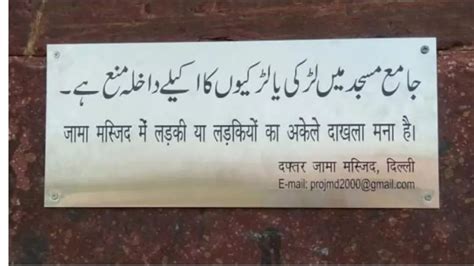 جامع مسجد میں لڑکی یا لڑکیوں کا اکیلے داخلہ منع ہے۔
जामा मस्जिद में लड़की या लड़कियों का अकेले दाखला मना है।
दफ्तर जामा मस्जिद, दिल्ली
E-mail: projmd2000@gmail.com